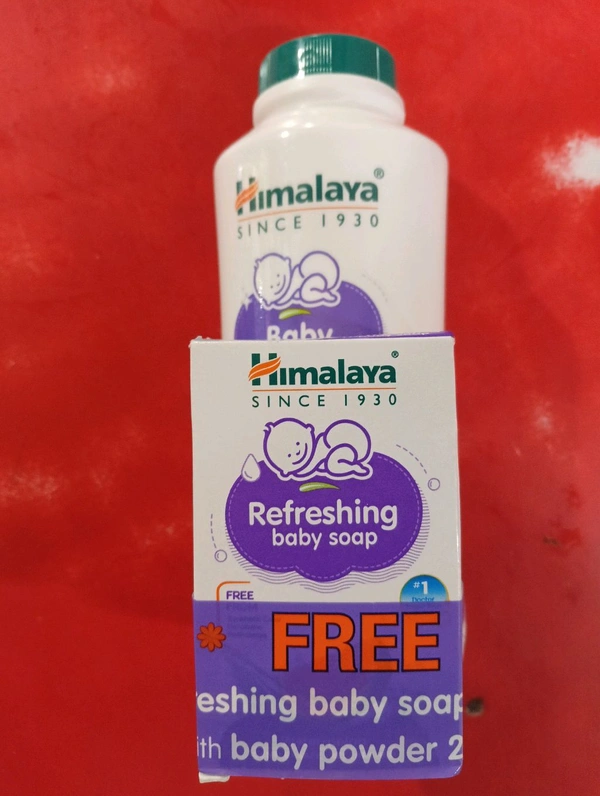 Himalaya®
SINCE 1930
Baby
Himalaya®
SINCE 1930
Refreshing
baby soap
FREE
#1
Doctor
* FREE
eshing baby soap
ith baby powder 2